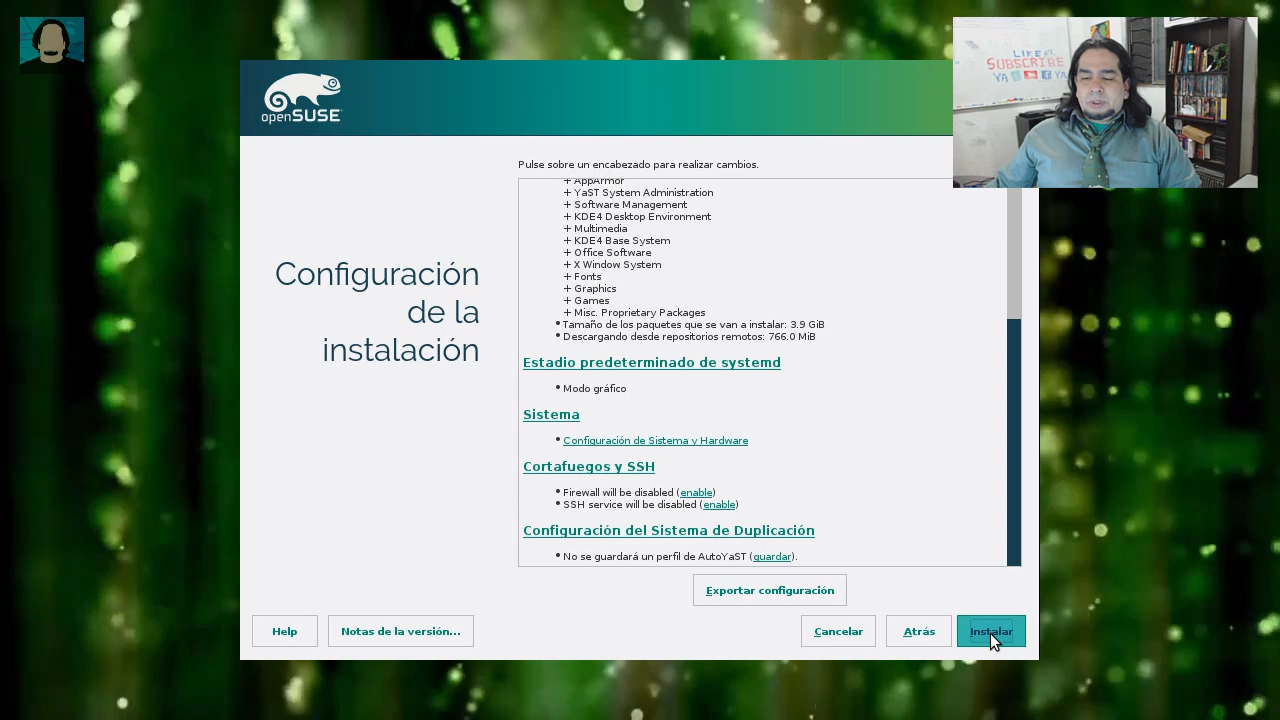 openSUSE
LIKE
SUBSCRIBE
YA
YA
Pulse sobre un encabezado para realizar cambios.
+ AppArmor
+ YaST System Administration
+ Software Management
+ KDE4 Desktop Environment
+ Multimedia
+ KDE4 Base System
+ Office Software
+ X Window System
+ Fonts
+ Graphics
+ Games
+ Misc. Proprietary Packages
• Tamaño de los paquetes que se van a instalar: 3.9 GiB
• Descargando desde repositorios remotos: 766.0 MiB
Configuración
de la
instalación
Estadio predeterminado de systemd
• Modo gráfico
Sistema
• Configuración de Sistema y Hardware
Cortafuegos y SSH
• Firewall will be disabled (enable)
• SSH service will be disabled (enable)
Configuración del Sistema de Duplicación
• No se guardará un perfil de AutoYaST (guardar).
Exportar configuración
Help
Notas de la versión...
Cancelar
Atrás
Instalar